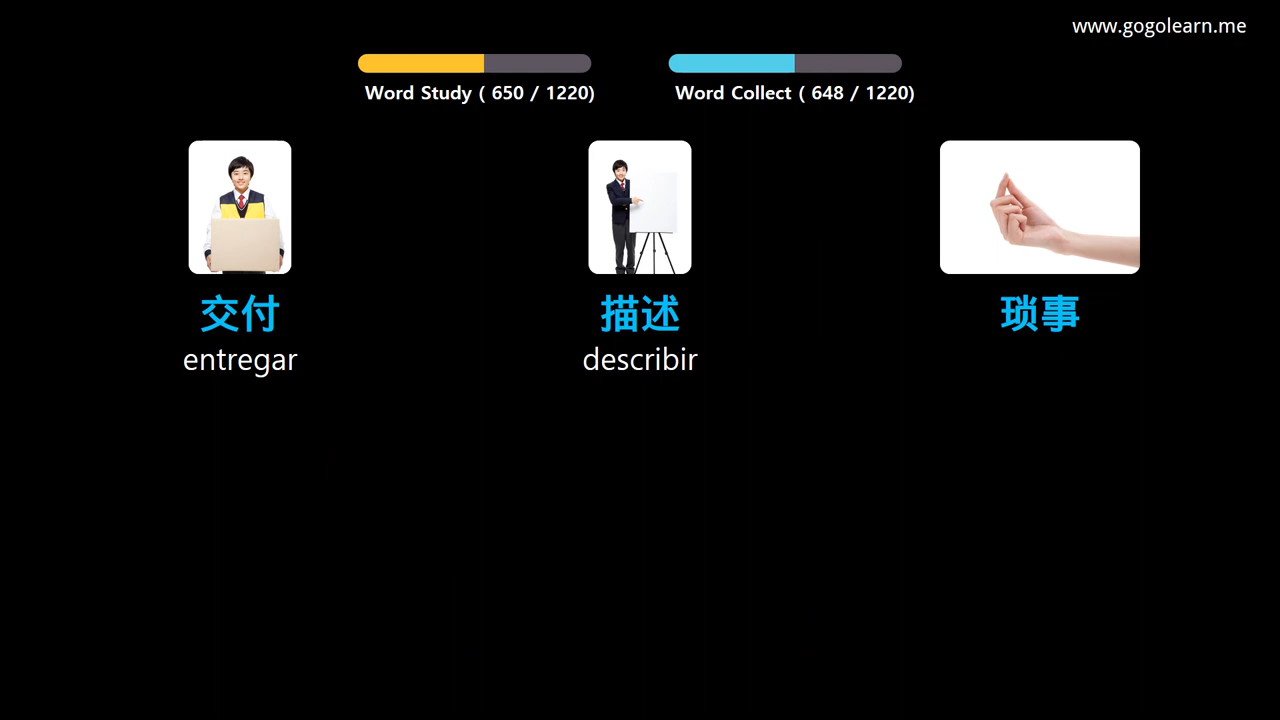 www.gogolearn.me
Word Study ( 650 / 1220)
Word Collect ( 648 / 1220)
交付
描述
琐事
entregar
describir